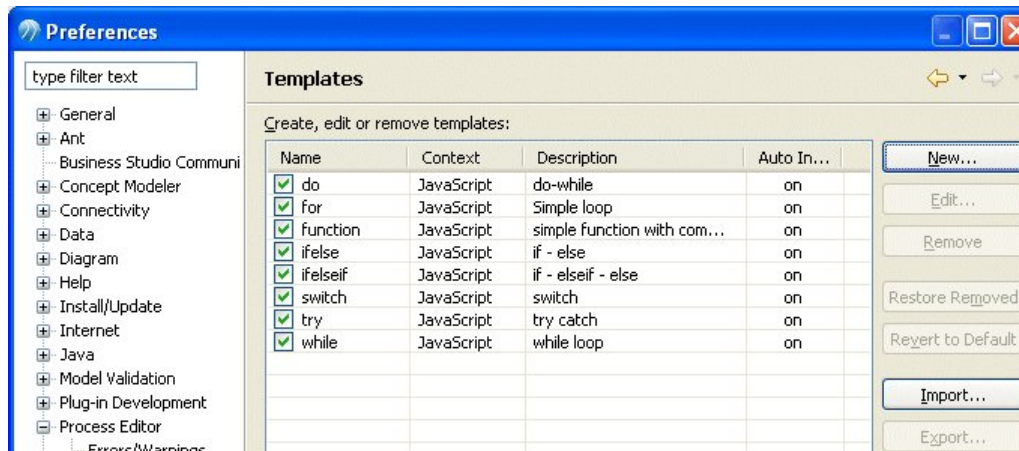 Preferences
type filter text
General
Ant
Business Studio Communi
Concept Modeler
Connectivity
Data
Diagram
Help
Install/Update
Internet
Java
Model Validation
Plug-in Development
Process Editor
Errors/Warnings
Templates
Create, edit or remove templates:
Name Context Description Auto In...
do JavaScript do-while on
for JavaScript Simple loop on
function JavaScript simple function with com... on
ifelse JavaScript if - else on
ifelseif JavaScript if - elseif - else on
switch JavaScript switch on
try JavaScript try catch on
while JavaScript while loop on
New...
Edit...
Remove
Restore Removed
Revert to Default
Import...
Export...